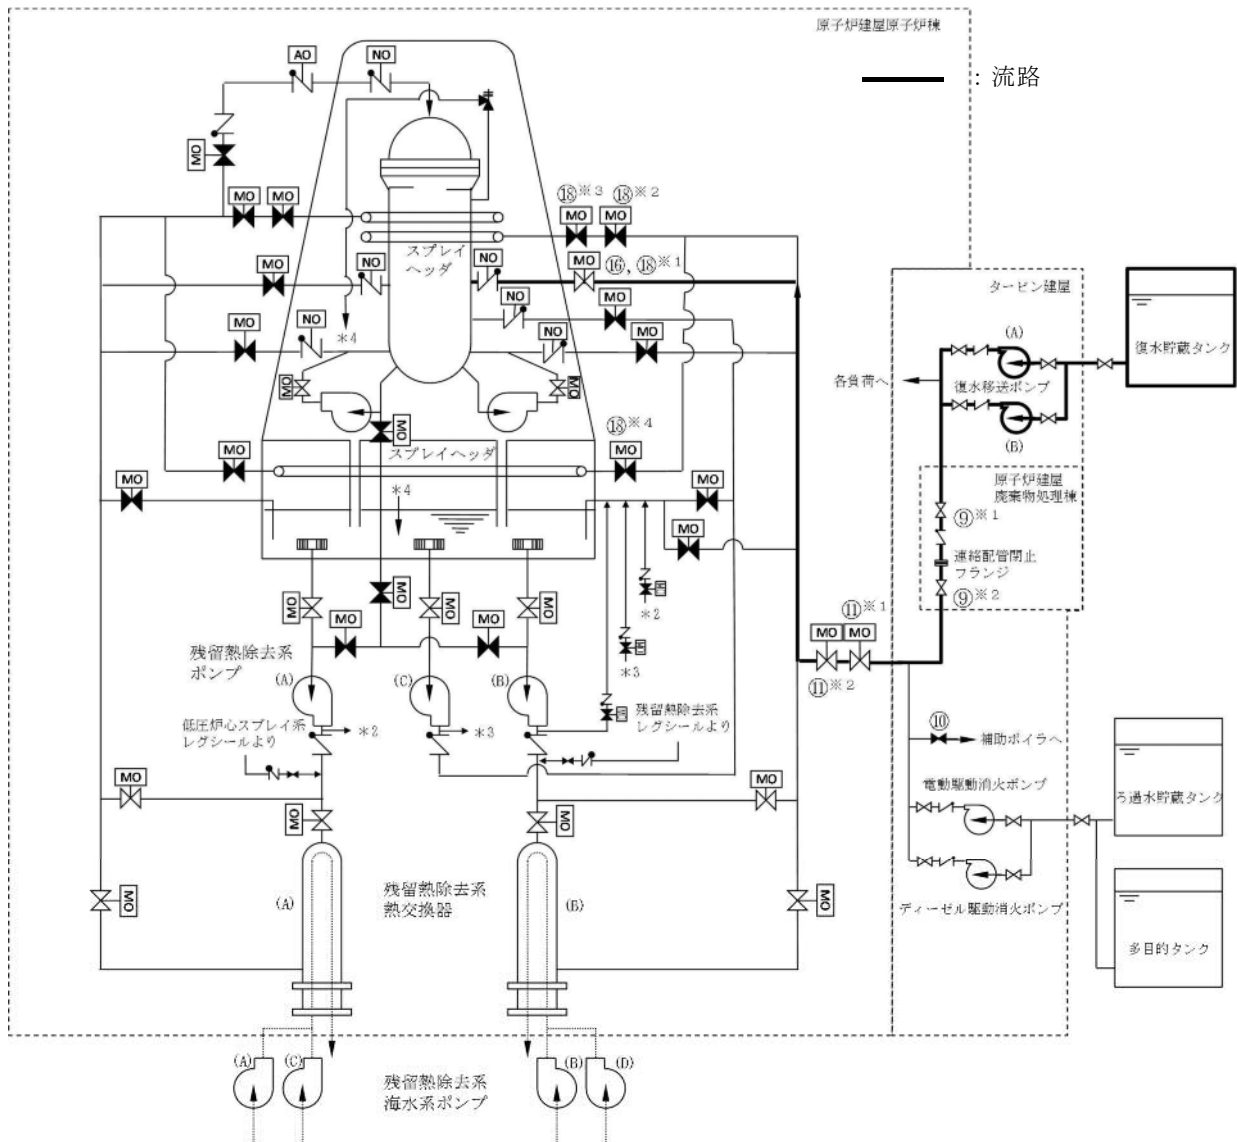 原子炉建屋原子炉棟
: 流路
AO
NO
MO
MO
MO
⑱※3
⑱※2
MO
MO
スプレイ
ヘッダ
MO
NO
NO
MO
⑯, ⑱※1
NO
MO
MO
NO
*4
NO
MO
MO
MO
MO
⑱※4
MO
スプレイヘッダ
MO
MO
*4
MO
MO
MO
MO
MO
MO
MO
MO
MO
*2
*3
残留熱除去系
ポンプ
(A)
(C)
(B)
*2
*3
低圧炉心スプレイ系
レグシールより
残留熱除去系
レグシールより
MO
MO
MO
MO
MO
MO
(A)
残留熱除去系
熱交換器
(B)
(A)
(C)
残留熱除去系
海水系ポンプ
(B)
(D)
タービン建屋
(A)
復水貯蔵タンク
各負荷へ
復水移送ポンプ
(B)
原子炉建屋
廃棄物処理棟
⑨※1
連絡配管閉止
フランジ
⑨※2
⑪※1
MO
MO
⑪※2
⑩
補助ボイラへ
電動駆動消火ポンプ
ろ過水貯蔵タンク
ディーゼル駆動消火ポンプ
多目的タンク